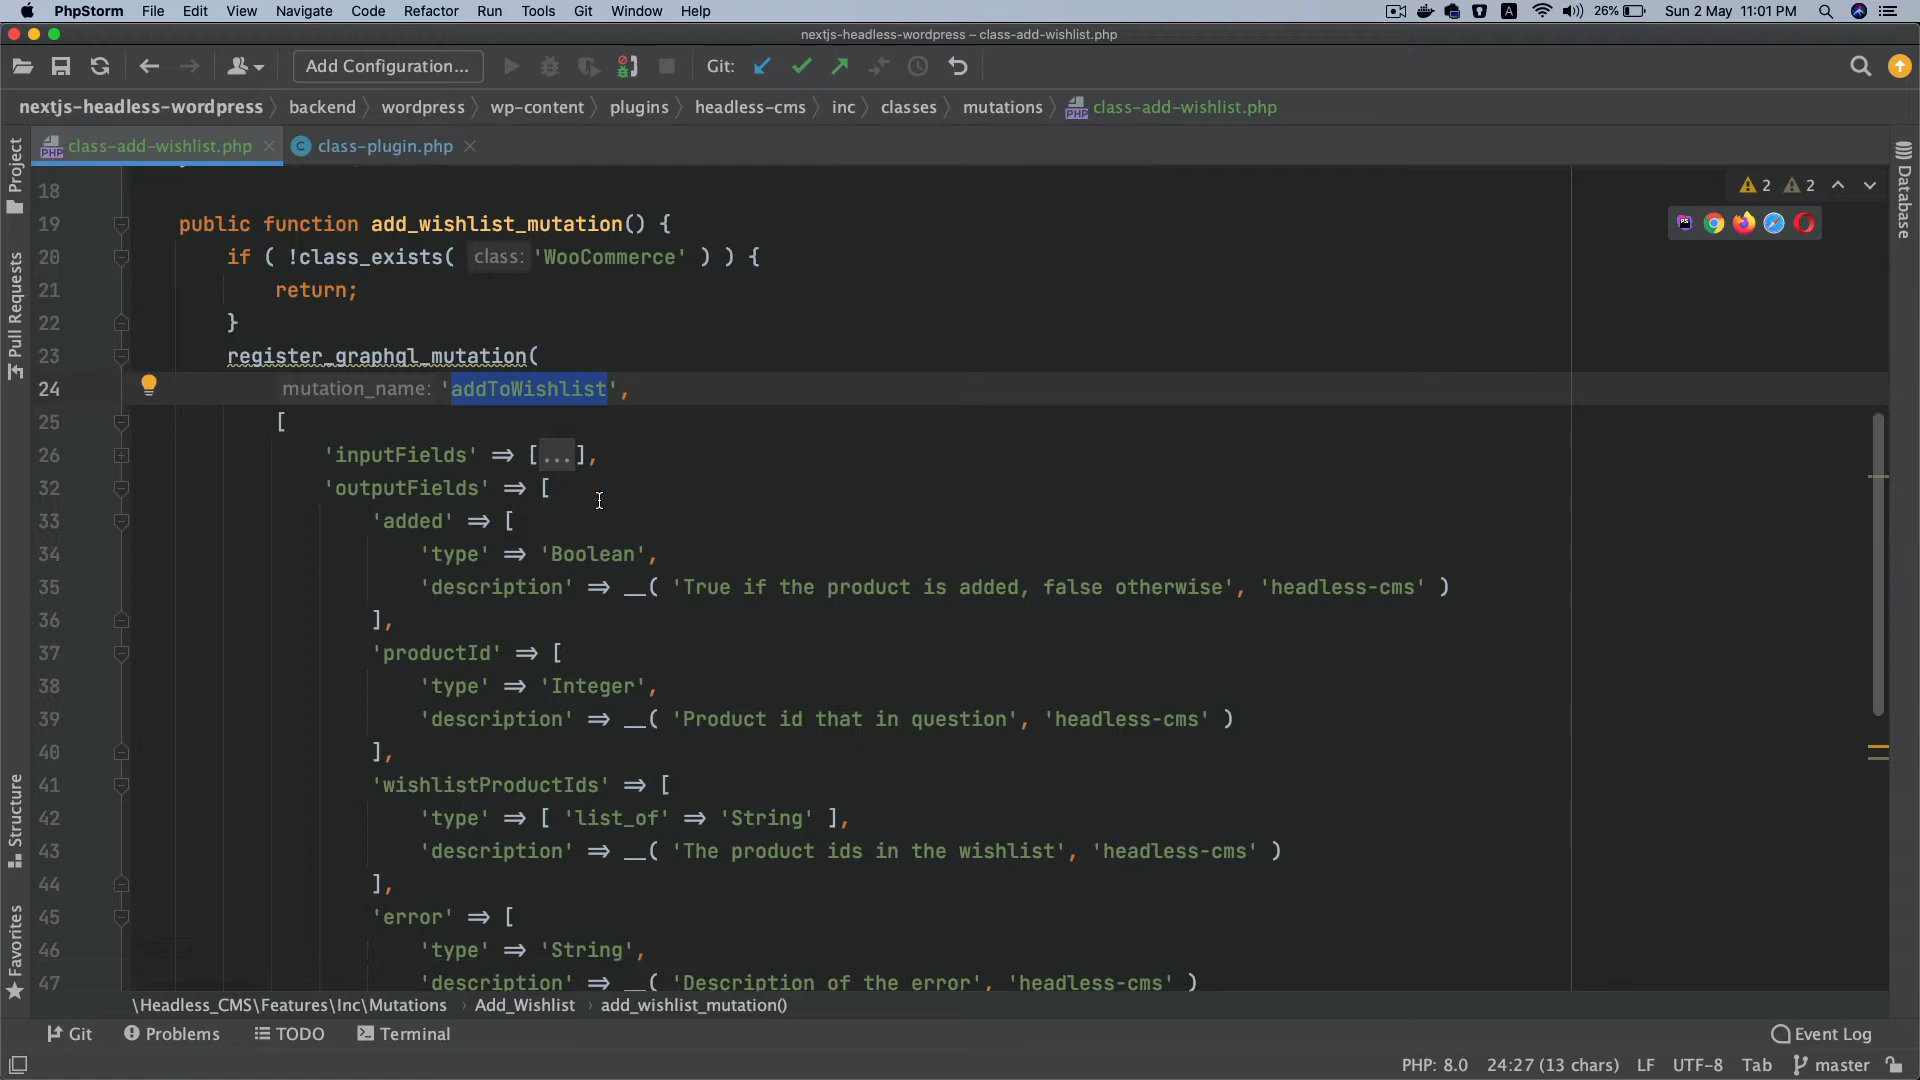 PhpStorm File Edit View Navigate Code Refactor Run Tools Git Window Help A 26% Sun 2 May 11:01 PM
nextjs-headless-wordpress – class-add-wishlist.php
Add Configuration... Git:
nextjs-headless-wordpress backend wordpress wp-content plugins headless-cms inc classes mutations PHP class-add-wishlist.php
PHP class-add-wishlist.php C class-plugin.php
Project
Pull Requests
Structure
Favorites
Database
2 2
18
19 public function add_wishlist_mutation() {
20 if ( !class_exists( class: 'WooCommerce' ) ) {
21 return;
22 }
23 register_graphql_mutation(
24 mutation_name: 'addToWishlist',
25 [
26 'inputFields' => [...],
32 'outputFields' => [
33 'added' => [
34 'type' => 'Boolean',
35 'description' => __( 'True if the product is added, false otherwise', 'headless-cms' )
36 ],
37 'productId' => [
38 'type' => 'Integer',
39 'description' => __( 'Product id that in question', 'headless-cms' )
40 ],
41 'wishlistProductIds' => [
42 'type' => [ 'list_of' => 'String' ],
43 'description' => __( 'The product ids in the wishlist', 'headless-cms' )
44 ],
45 'error' => [
46 'type' => 'String',
47 'description' => __( 'Description of the error', 'headless-cms' )
\Headless_CMS\Features\Inc\Mutations › Add_Wishlist › add_wishlist_mutation()
Git Problems TODO Terminal Event Log
PHP: 8.0 24:27 (13 chars) LF UTF-8 Tab master